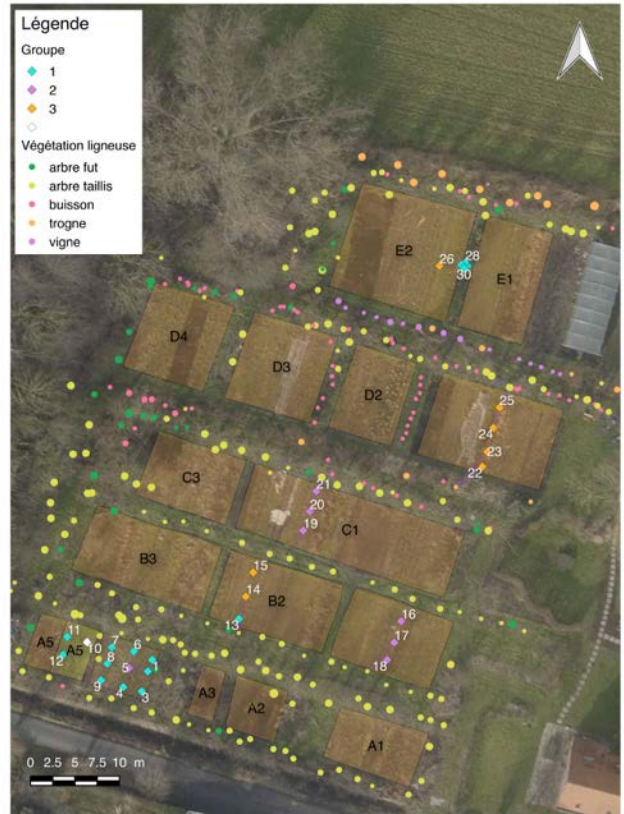 Légende
Groupe
1
2
3
Végétation ligneuse
arbre fut
arbre taillis
buisson
trogne
vigne
E2
26
28
30
E1
D4
D3
D2
25
24
23
22
C3
21
20
19
C1
B3
15
14
B2
13
16
17
18
11
A5
A5
12
10
7
6
8
5
1
9
4
3
A3
A2
A1
0 2.5 5 7.5 10 m